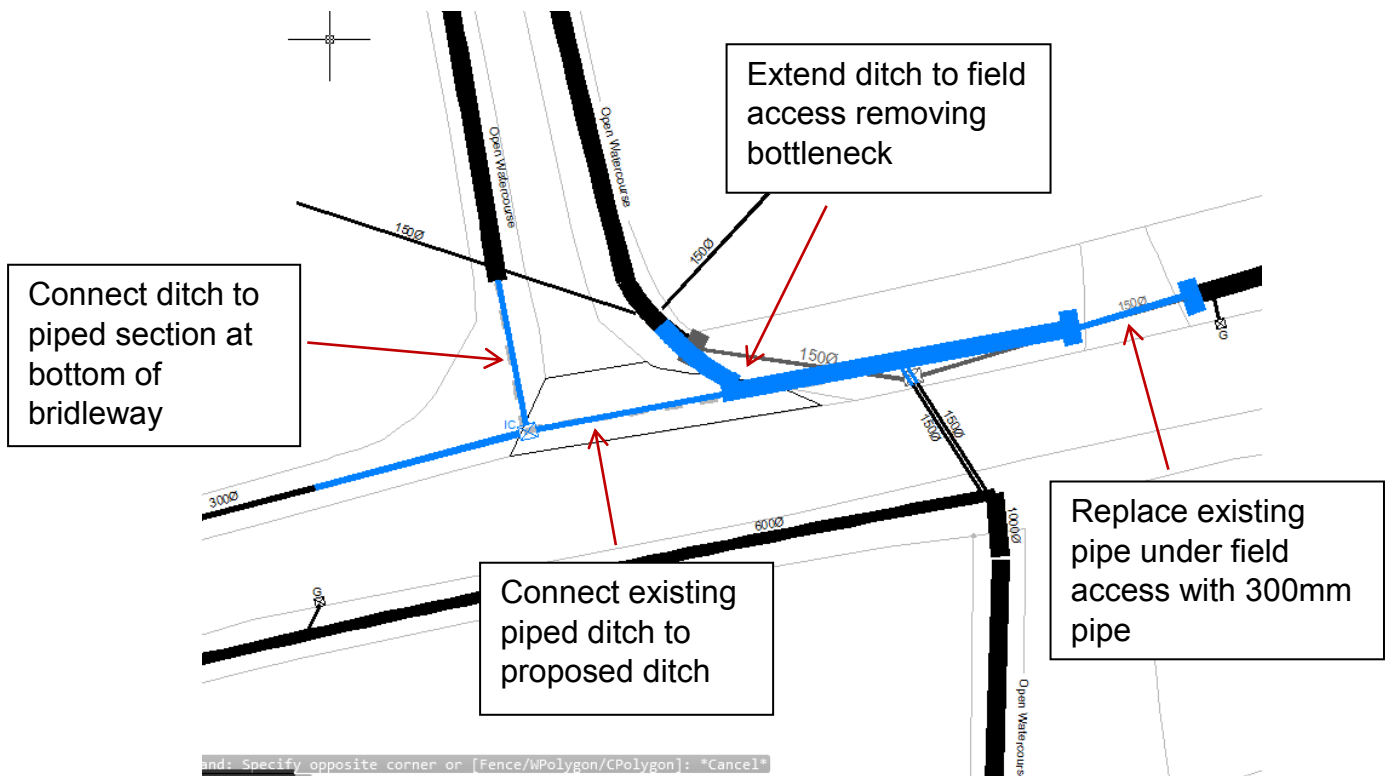 Extend ditch to field
access removing
bottleneck
Open Watercourse
Open Watercourse
150Ø
150Ø
Connect ditch to
piped section at
bottom of
bridleway
150Ø
150Ø
G
IC
150Ø
150Ø
300Ø
600Ø
1000Ø
Replace existing
pipe under field
access with 300mm
pipe
G
Connect existing
piped ditch to
proposed ditch
Open Watercourse
and: Specify opposite corner or [Fence/WPolygon/CPolygon]: *Cancel*